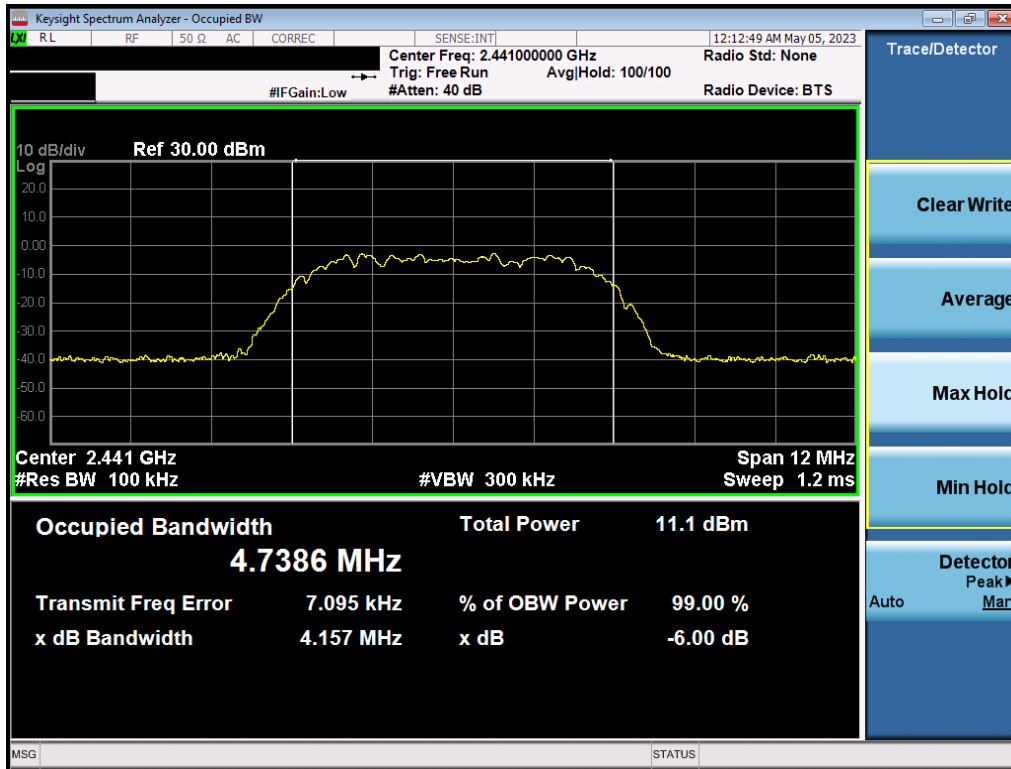 Keysight Spectrum Analyzer - Occupied BW
LXI RL RF 50 Ω AC CORREC SENSE:INT 12:12:49 AM May 05, 2023
Center Freq: 2.441000000 GHz Radio Std: None
Trig: Free Run Avg|Hold: 100/100
#IFGain:Low #Atten: 40 dB Radio Device: BTS
10 dB/div Ref 30.00 dBm
Log
20.0
10.0
0.00
-10.0
-20.0
-30.0
-40.0
-50.0
-60.0
Center 2.441 GHz Span 12 MHz
#Res BW 100 kHz #VBW 300 kHz Sweep 1.2 ms
Occupied Bandwidth Total Power 11.1 dBm
4.7386 MHz
Transmit Freq Error 7.095 kHz % of OBW Power 99.00 %
x dB Bandwidth 4.157 MHz x dB -6.00 dB
MSG STATUS
Trace/Detector
Clear Write
Average
Max Hold
Min Hold
Detector
Peak
Auto Man